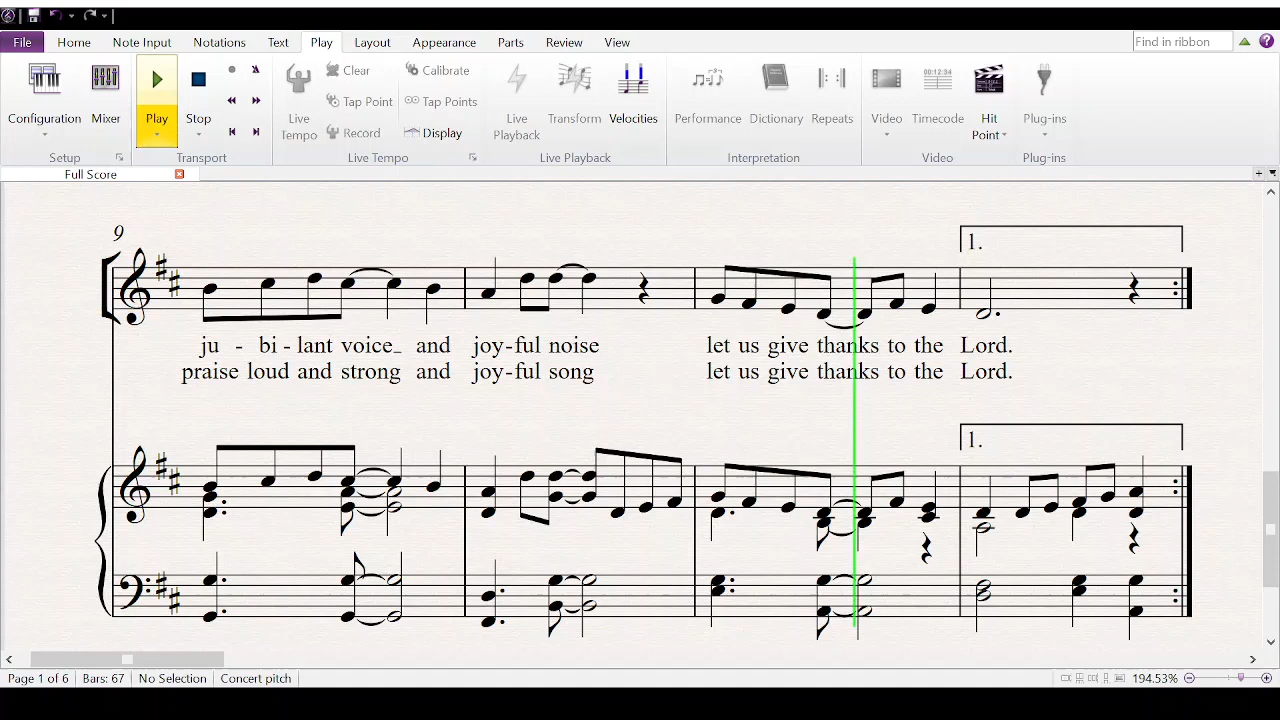 File Home Note Input Notations Text Play Layout Appearance Parts Review View Find in ribbon
Configuration Mixer Play Stop Live Tempo Clear Tap Point Record Calibrate Tap Points Display Live Playback Transform Velocities Performance Dictionary Repeats Video Timecode 00:12:34 Hit Point Plug-ins
Setup Transport Live Tempo Live Playback Interpretation Video Plug-ins
Full Score
9
1.
ju - bi - lant voice_ and joy-ful noise let us give thanks to the Lord.
praise loud and strong and joy-ful song let us give thanks to the Lord.
1.
Page 1 of 6 Bars: 67 No Selection Concert pitch 194.53%